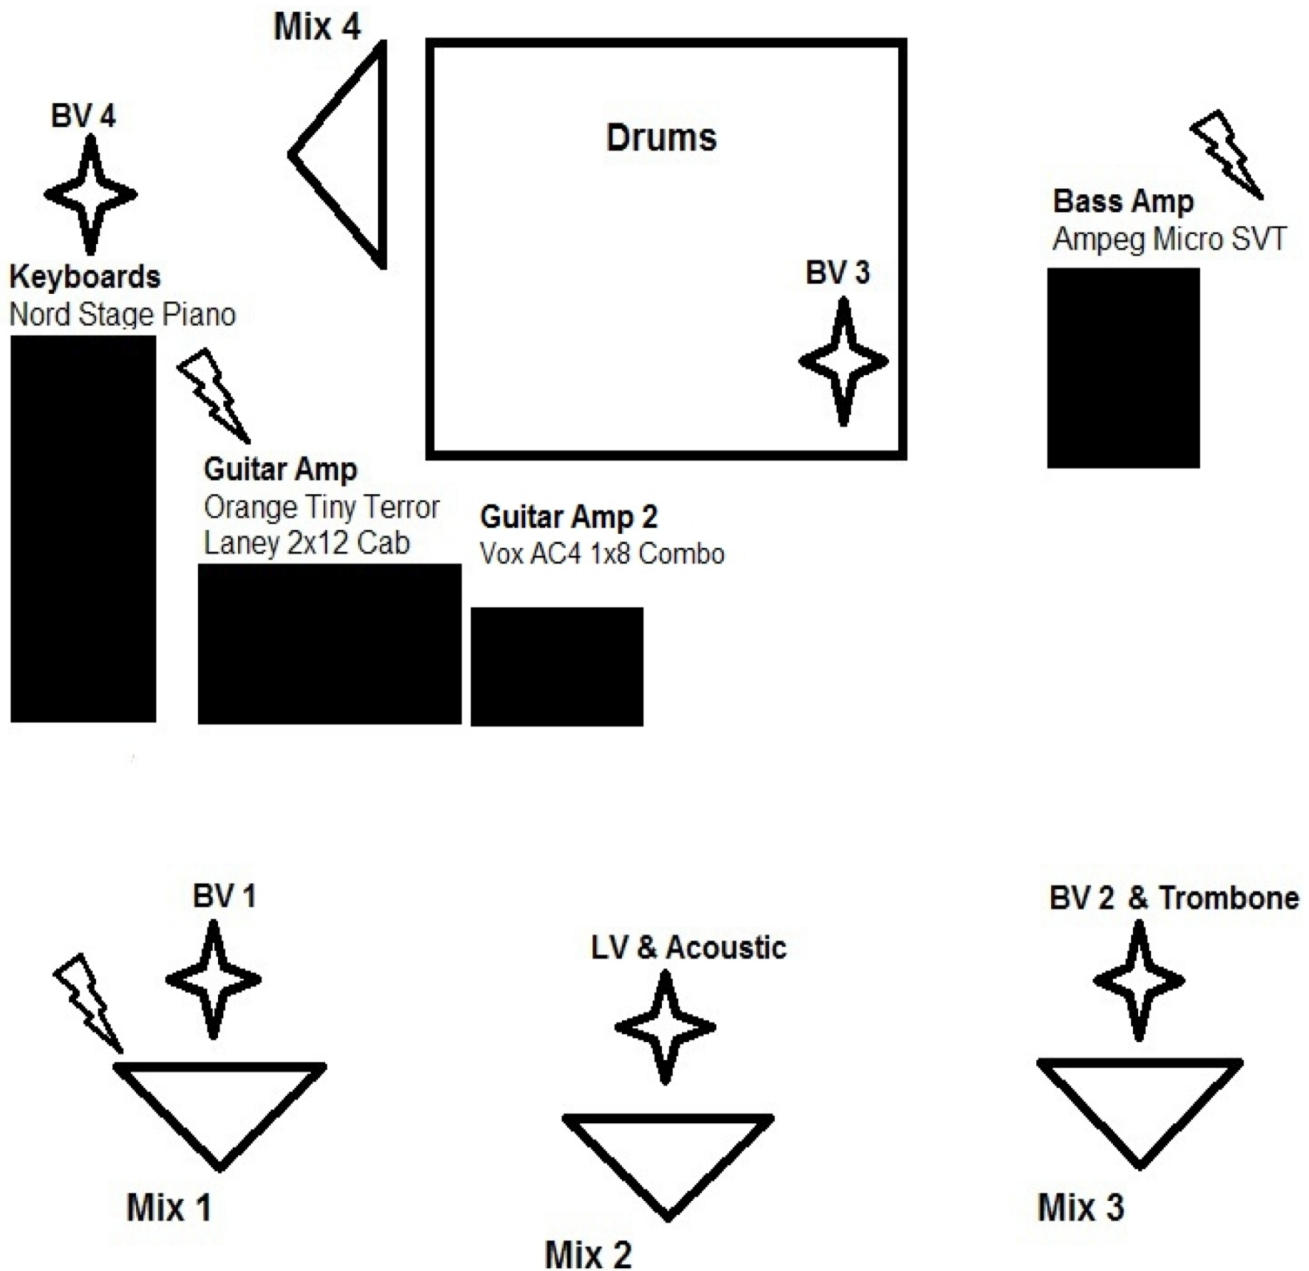 Mix 4
BV 4
Drums
Bass Amp
Ampeg Micro SVT
BV 3
Keyboards
Nord Stage Piano
Guitar Amp
Orange Tiny Terror
Laney 2x12 Cab
Guitar Amp 2
Vox AC4 1x8 Combo
BV 1
LV & Acoustic
BV 2 & Trombone
Mix 1
Mix 2
Mix 3